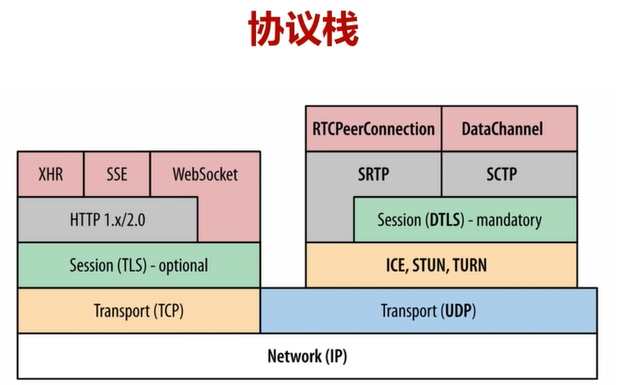 协议栈
RTCPeerConnection DataChannel
XHR SSE WebSocket SRTP SCTP
HTTP 1.x/2.0 Session (DTLS) - mandatory
Session (TLS) - optional ICE, STUN, TURN
Transport (TCP) Transport (UDP)
Network (IP)